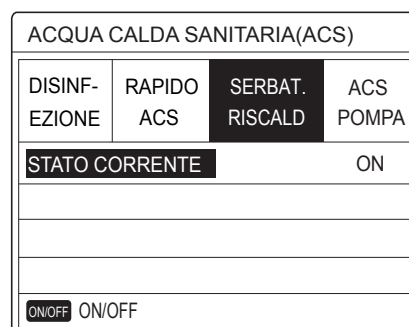 ACQUA CALDA SANITARIA(ACS)
DISINF-
EZIONE
RAPIDO
ACS
SERBAT.
RISCALD
ACS
POMPA
STATO CORRENTE
ON
ON/OFF ON/OFF